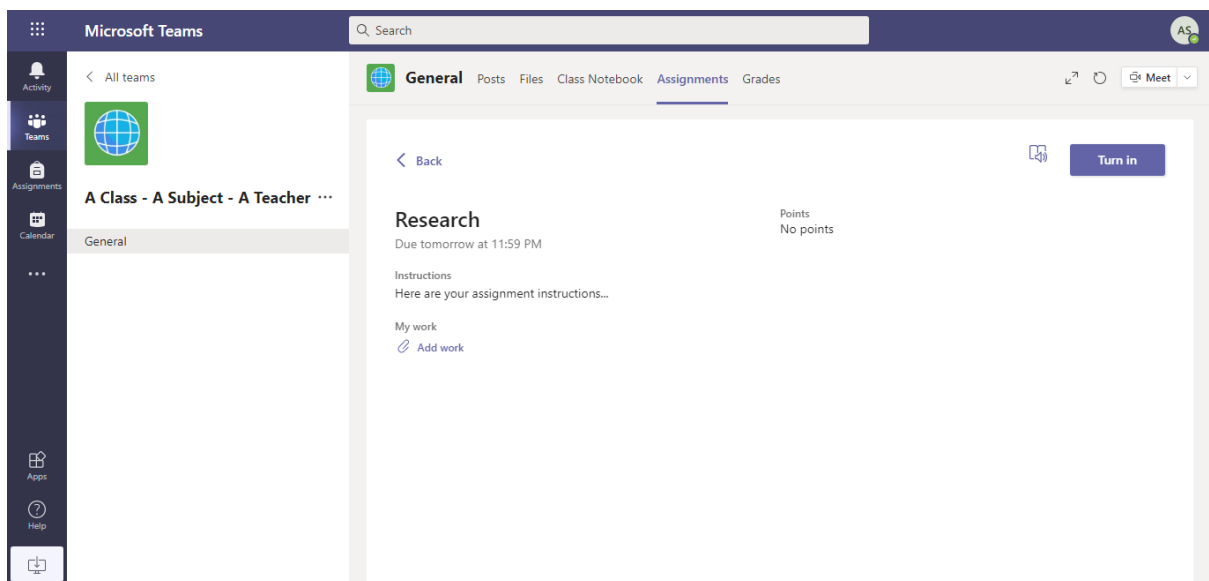 Microsoft Teams
Search
AS
Activity
Teams
Assignments
Calendar
Apps
Help
All teams
A Class - A Subject - A Teacher ...
General
General Posts Files Class Notebook Assignments Grades
Meet
Back
Turn in
Research
Due tomorrow at 11:59 PM
Points
No points
Instructions
Here are your assignment instructions...
My work
Add work